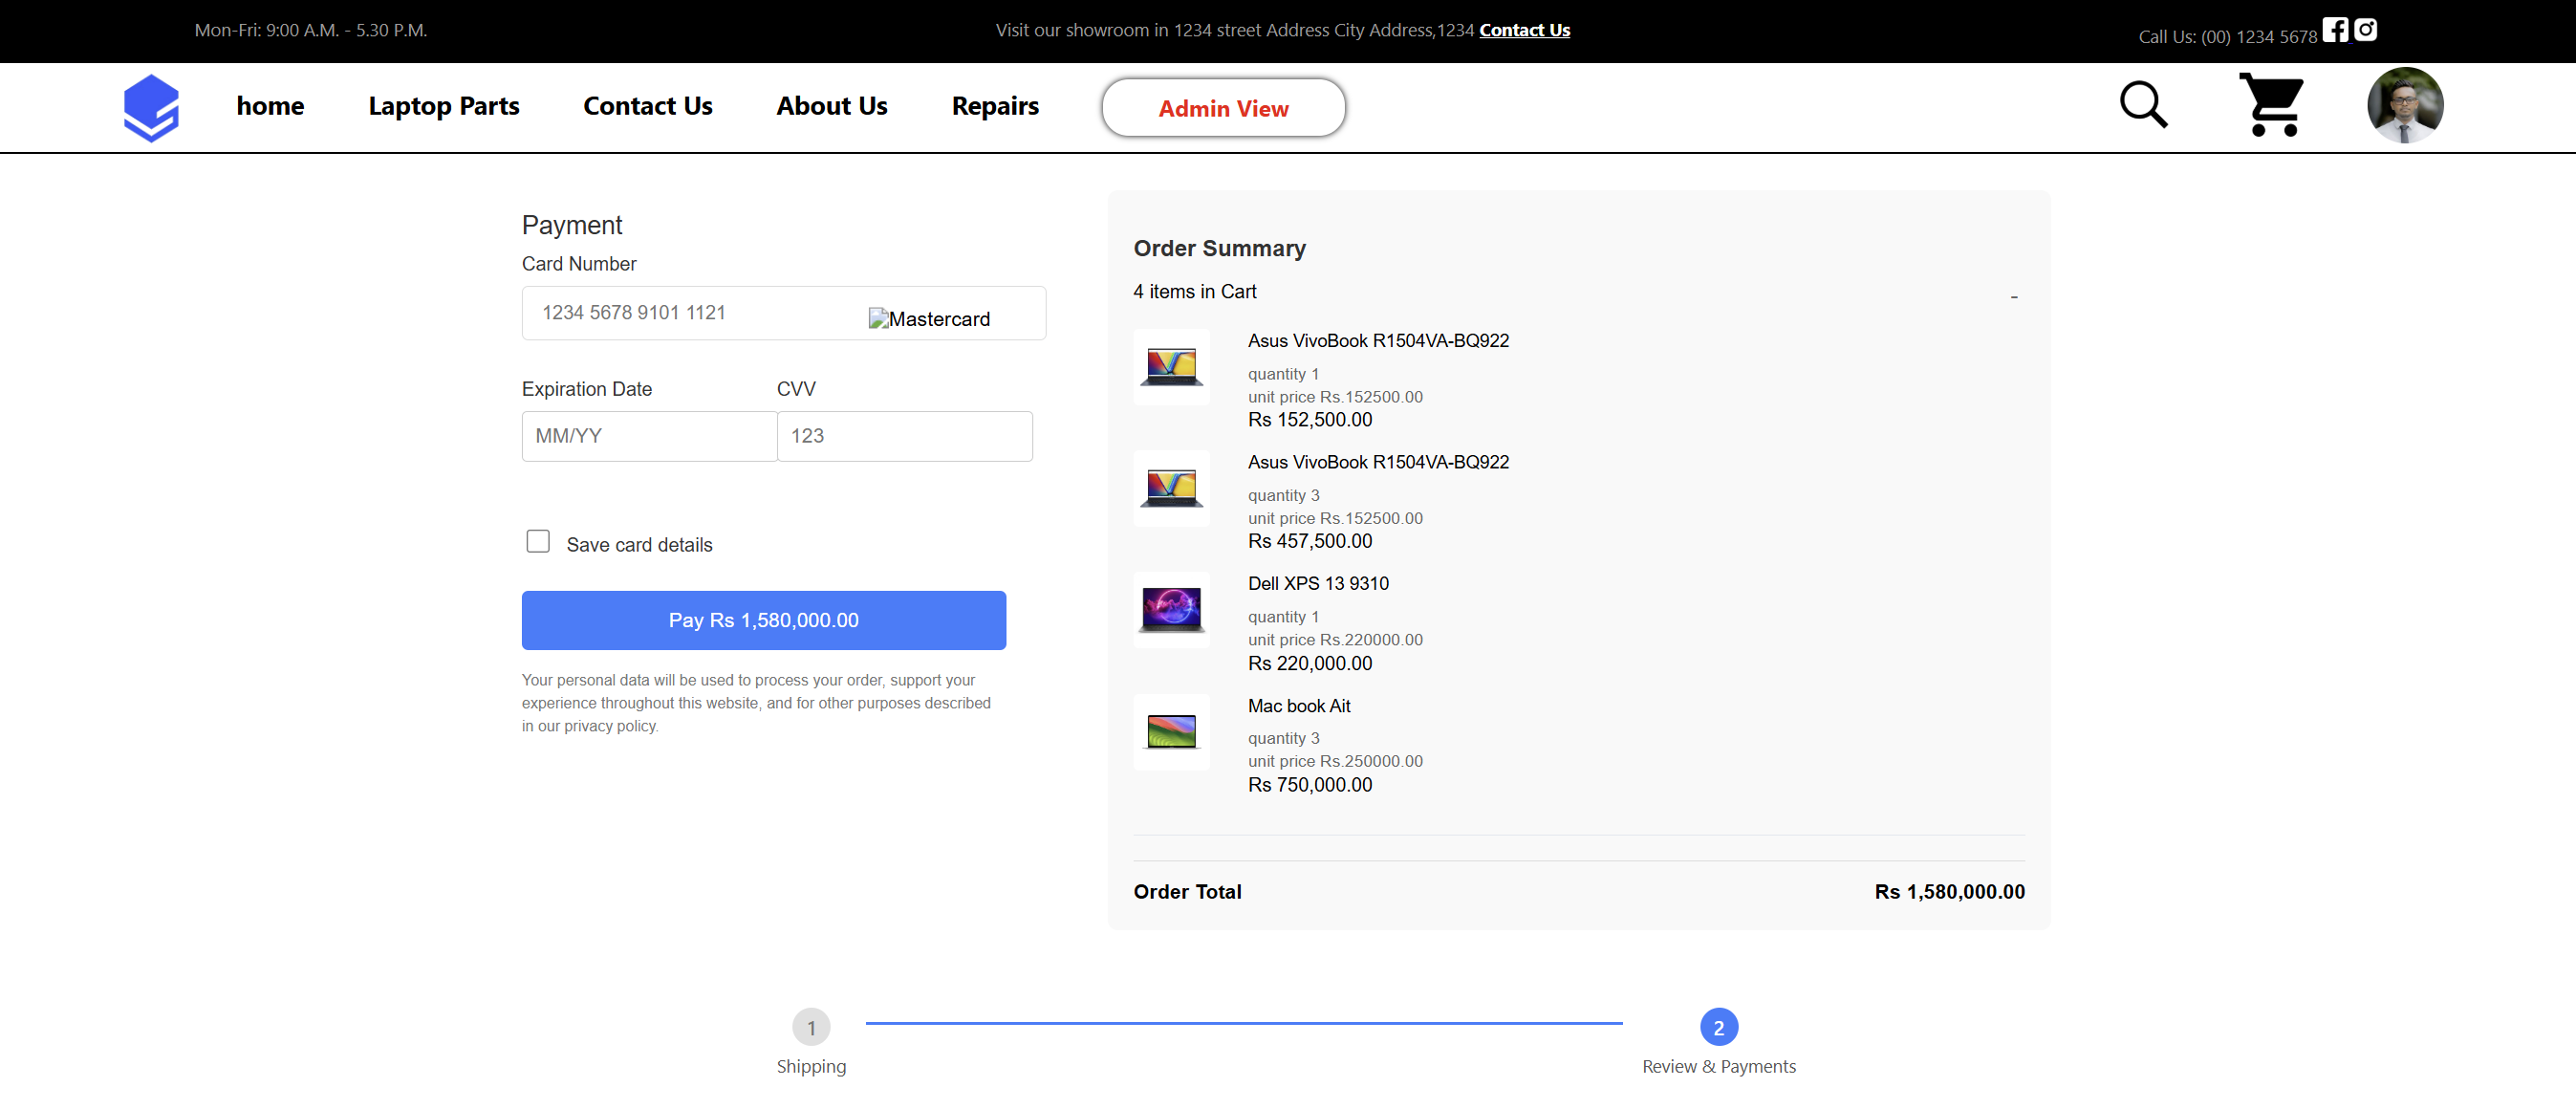 Mon-Fri: 9:00 A.M. - 5.30 P.M.
Visit our showroom in 1234 street Address City Address,1234 Contact Us
Call Us: (00) 1234 5678
home
Laptop Parts
Contact Us
About Us
Repairs
Admin View
Payment
Card Number
1234 5678 9101 1121
Mastercard
Expiration Date
CVV
MM/YY
123
Save card details
Pay Rs 1,580,000.00
Your personal data will be used to process your order, support your
experience throughout this website, and for other purposes described
in our privacy policy.
Order Summary
4 items in Cart
-
Asus VivoBook R1504VA-BQ922
quantity 1
unit price Rs.152500.00
Rs 152,500.00
Asus VivoBook R1504VA-BQ922
quantity 3
unit price Rs.152500.00
Rs 457,500.00
Dell XPS 13 9310
quantity 1
unit price Rs.220000.00
Rs 220,000.00
Mac book Ait
quantity 3
unit price Rs.250000.00
Rs 750,000.00
Order Total
Rs 1,580,000.00
1
Shipping
2
Review & Payments